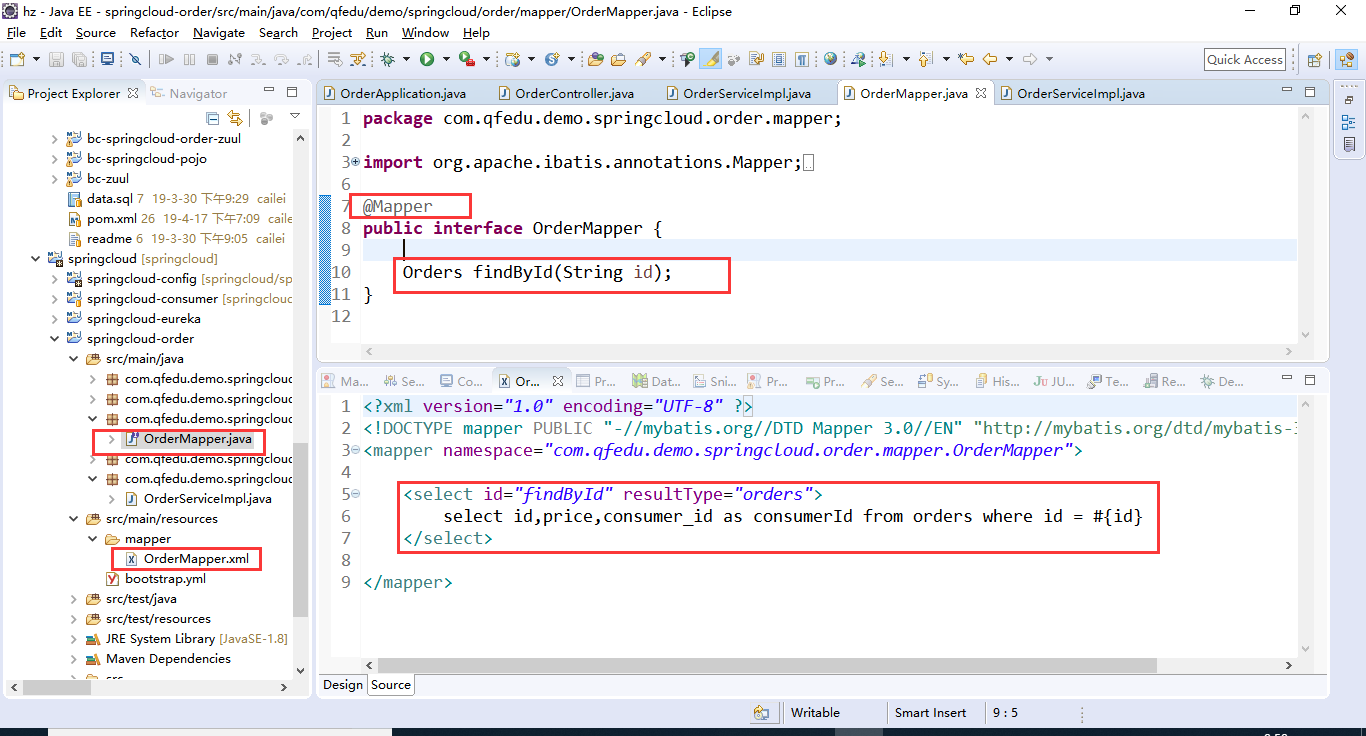 hz - Java EE - springcloud-order/src/main/java/com/qfedu/demo/springcloud/order/mapper/OrderMapper.java - Eclipse
File Edit Source Refactor Navigate Search Project Run Window Help
Quick Access
Project Explorer Navigator
bc-springcloud-order-zuul
bc-springcloud-pojo
bc-zuul
data.sql 7 19-3-30 下午9:29 cailei
pom.xml 26 19-4-17 下午7:09 caile
readme 6 19-3-30 下午9:05 cailei
springcloud [springcloud]
springcloud-config [springcloud/sp
springcloud-consumer [springcloud
springcloud-eureka
springcloud-order
src/main/java
com.qfedu.demo.springcloud
com.qfedu.demo.springcloud
com.qfedu.demo.springcloud
OrderMapper.java
com.qfedu.demo.springcloud
com.qfedu.demo.springcloud
OrderServiceImpl.java
src/main/resources
mapper
OrderMapper.xml
bootstrap.yml
src/test/java
src/test/resources
JRE System Library [JavaSE-1.8]
Maven Dependencies
src
OrderApplication.java OrderController.java OrderServiceImpl.java OrderMapper.java OrderServiceImpl.java
1 package com.qfedu.demo.springcloud.order.mapper;
2
3 import org.apache.ibatis.annotations.Mapper;
6
7 @Mapper
8 public interface OrderMapper {
9
10 Orders findById(String id);
11 }
12
Ma... Se... Co... Or... Pr... Dat... Sni... Pr... Pr... Se... Sy... His... JU JU... Te... Re... De...
1 <?xml version="1.0" encoding="UTF-8" ?>
2 <!DOCTYPE mapper PUBLIC "-//mybatis.org//DTD Mapper 3.0//EN" "http://mybatis.org/dtd/mybatis-3
3 <mapper namespace="com.qfedu.demo.springcloud.order.mapper.OrderMapper">
4
5 <select id="findById" resultType="orders">
6 select id,price,consumer_id as consumerId from orders where id = #{id}
7 </select>
8
9 </mapper>
Design Source
Writable Smart Insert 9 : 5